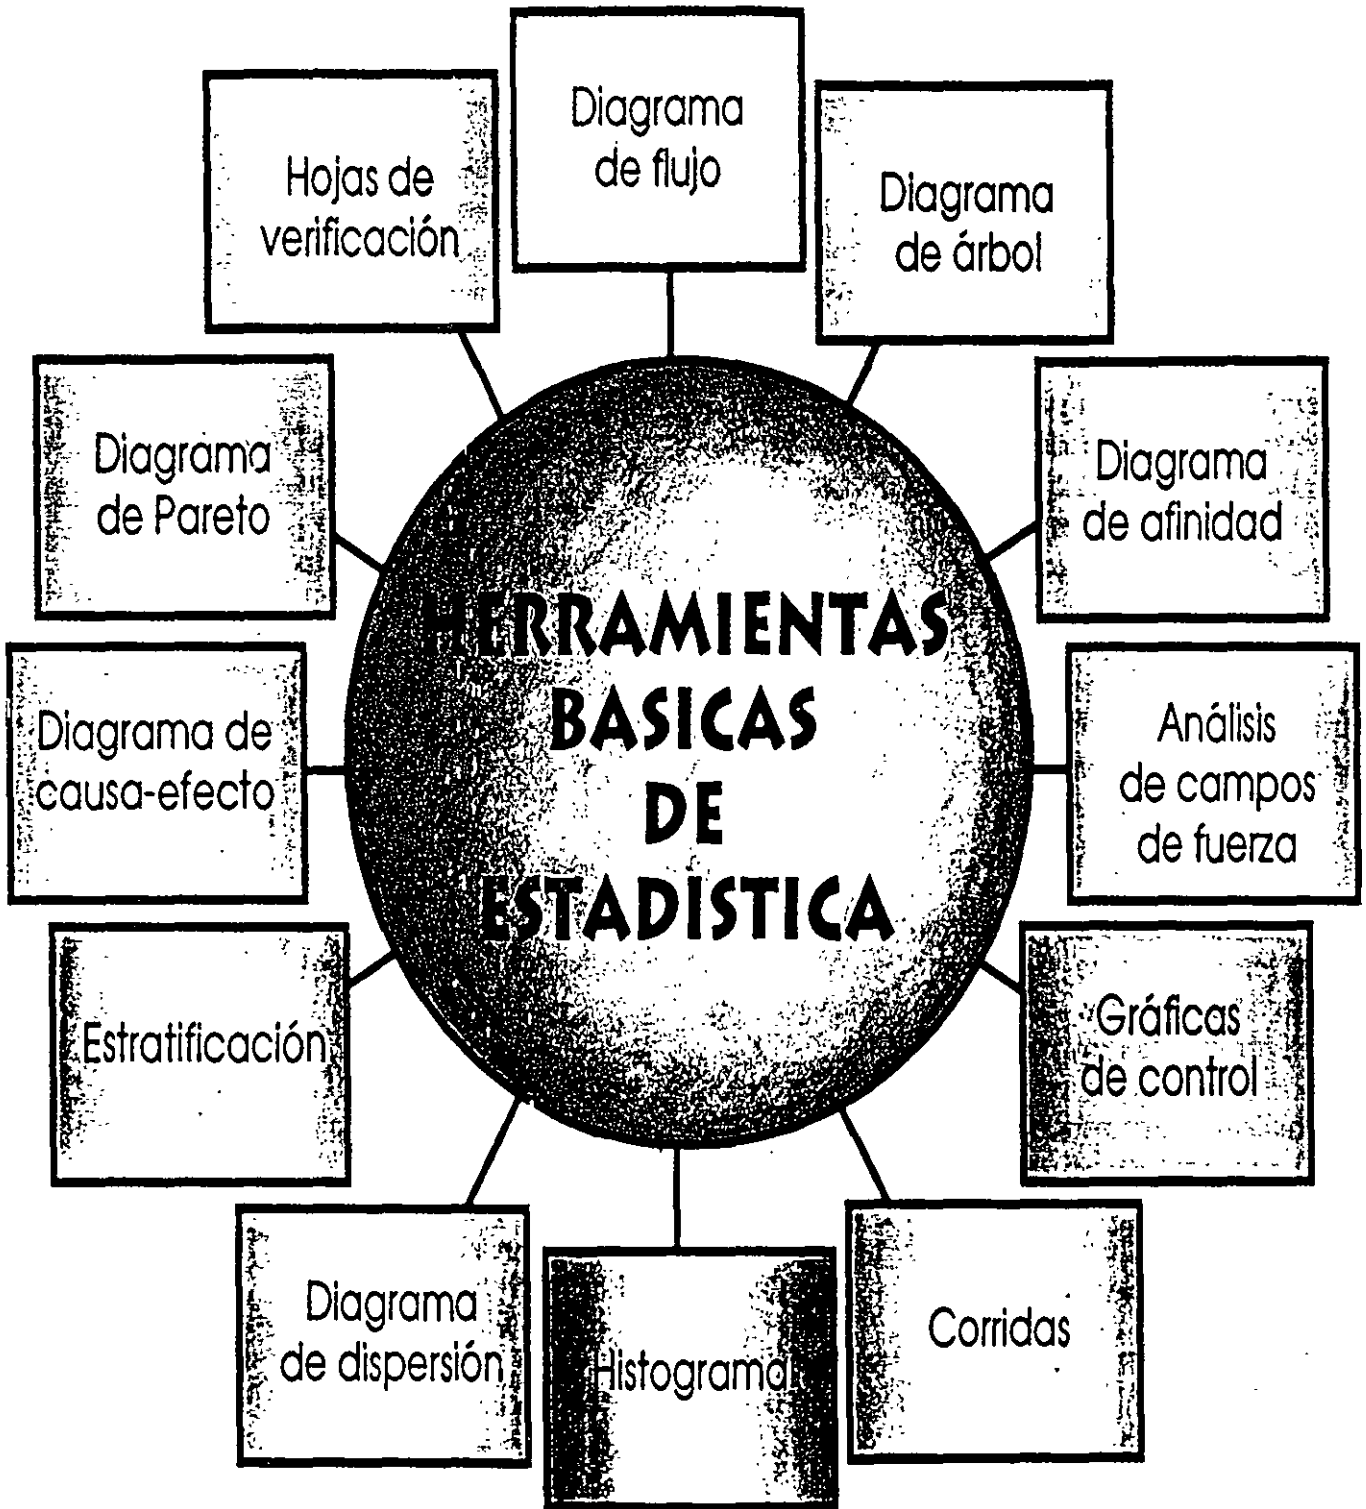 Diagrama
de flujo
Hojas de
verificación
Diagrama
de árbol
Diagrama
de Pareto
Diagrama
de afinidad
HERRAMIENTAS
BASICAS
DE
ESTADISTICA
Diagrama de
causa-efecto
Análisis
de campos
de fuerza
Estratificación
Gráficas
de control
Diagrama
de dispersión
Histograma
Corridas